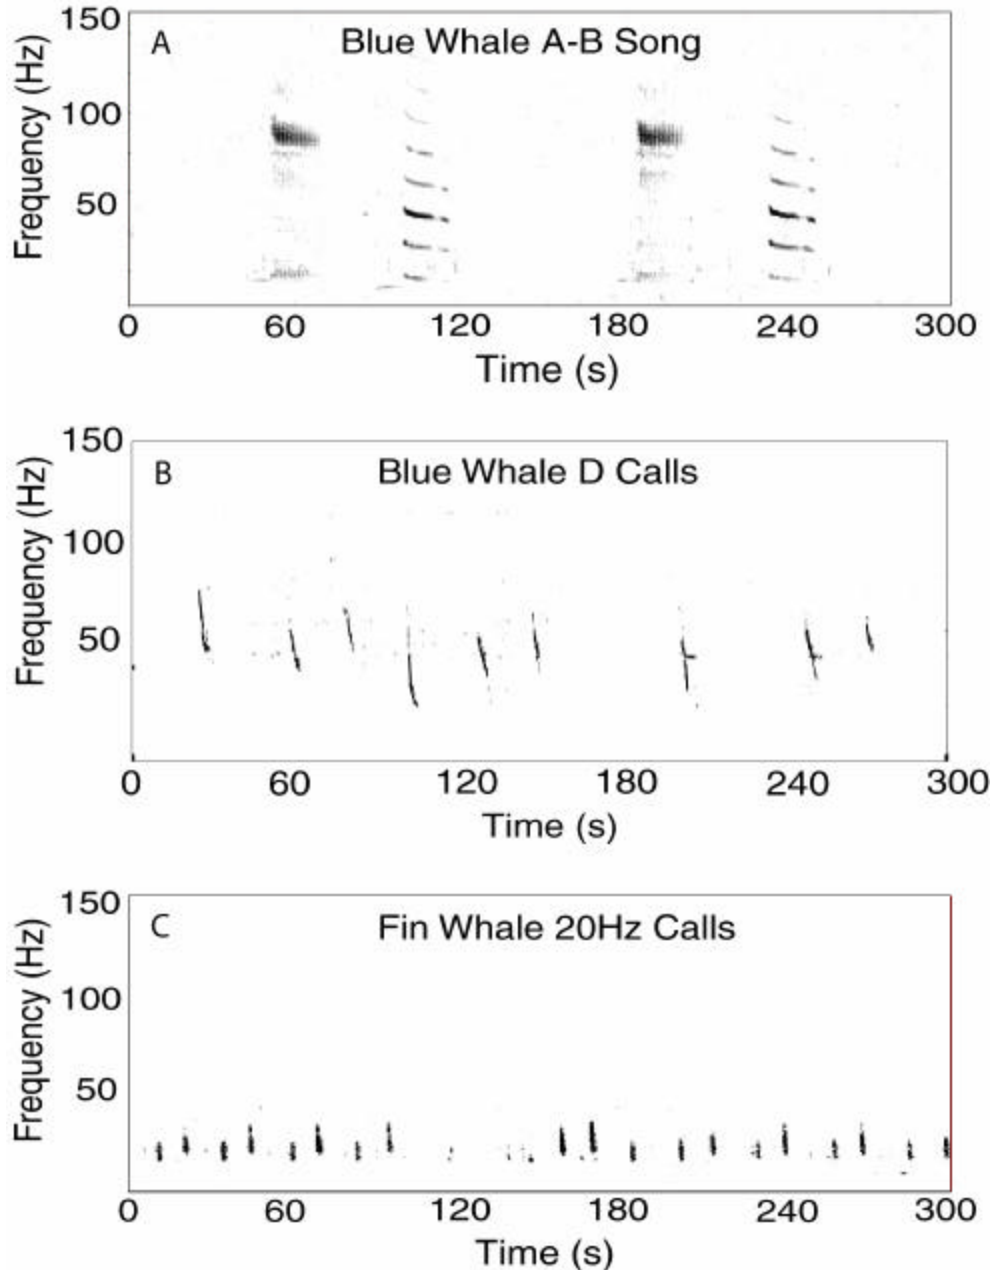 150
A
Blue Whale A-B Song
100
50
Frequency (Hz)
0 60 120 180 240 300
Time (s)
150
B
Blue Whale D Calls
100
50
Frequency (Hz)
0 60 120 180 240 300
Time (s)
150
C
Fin Whale 20Hz Calls
100
50
Frequency (Hz)
0 60 120 180 240 300
Time (s)